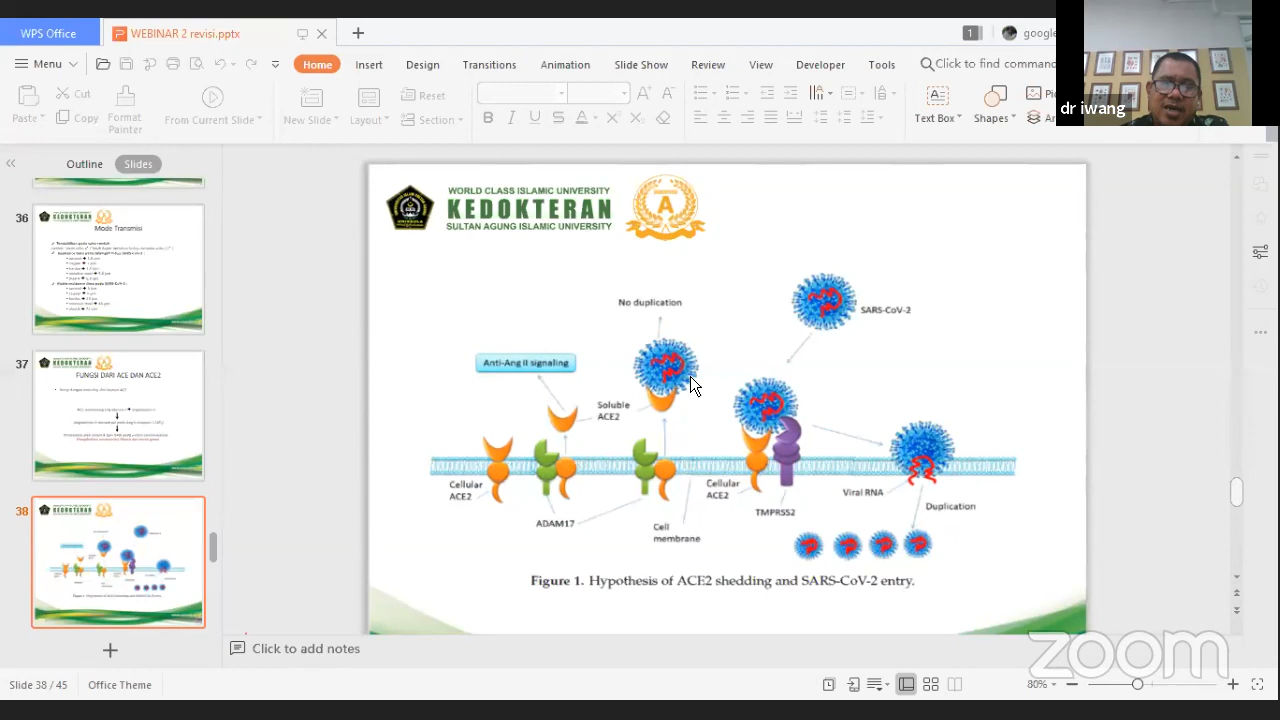 WPS Office
WEBINAR 2 revisi.pptx
1
google
Menu
Home
Insert
Design
Transitions
Animation
Slide Show
Review
View
Developer
Tools
Click to find command
Paste
Cut
Format
Painter
From Current Slide
New Slide
Reset
Section
B I U S A
Text Box
Shapes
dr iwang
Outline
Slides
36
KEDOKTERAN
Mode Transmisi
37
KEDOKTERAN
FUNGSI DARI ACE DAN ACE2
38
KEDOKTERAN
WORLD CLASS ISLAMIC UNIVERSITY
KEDOKTERAN
SULTAN AGUNG ISLAMIC UNIVERSITY
A
No duplication
SARS-CoV-2
Anti-Ang II signaling
Soluble
ACE2
Cellular
ACE2
ADAM17
Cell
membrane
Cellular
ACE2
TMPRSS2
Viral RNA
Duplication
Figure 1. Hypothesis of ACE2 shedding and SARS-CoV-2 entry.
Click to add notes
zoom
Slide 38 / 45
Office Theme
80%